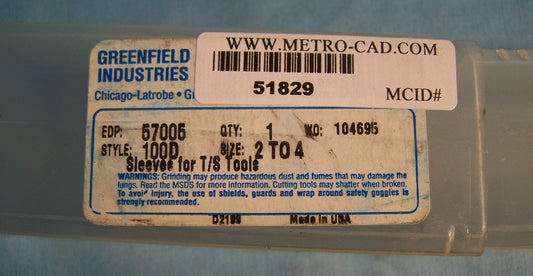 GREENFIELD
INDUSTRIES
Chicago-Latrobe •
WWW.METRO-CAD.COM
51829
MCID#
EDP: 57005 QTY: 1 WO: 104695
STYLE: 100D SIZE: 2 TO 4
Sleeves for T/S Tools
WARNINGS: Grinding may produce hazardous dust and fumes that may damage the
lungs. Read the MSDS for more information. Cutting tools may shatter when broken.
To avoid injury, the use of shields, guards and wrap around safety goggles is
strongly recommended.
D2199 Made in USA